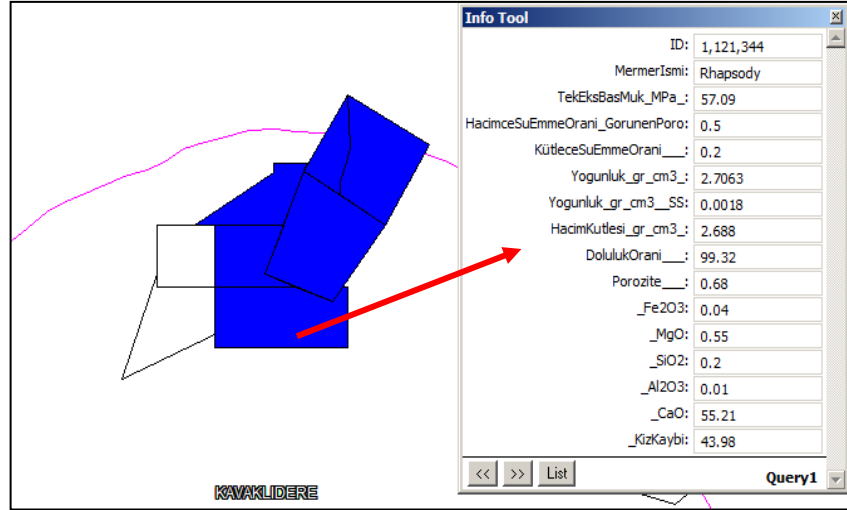 Info Tool
ID: 1,121,344
MermerIsmi: Rhapsody
TekEksBasMuk_MPa_: 57.09
HacimceSuEmmeOrani_GorunenPoro: 0.5
KütleceSuEmmeOrani___: 0.2
Yogunluk_gr_cm3_: 2.7063
Yogunluk_gr_cm3__SS: 0.0018
HacimKutlesi_gr_cm3_: 2.688
DolulukOrani___: 99.32
Porozite___: 0.68
_Fe2O3: 0.04
_MgO: 0.55
_SiO2: 0.2
_Al2O3: 0.01
_CaO: 55.21
_KizKaybi: 43.98
<< >> List Query1
KAVAKLIDERE